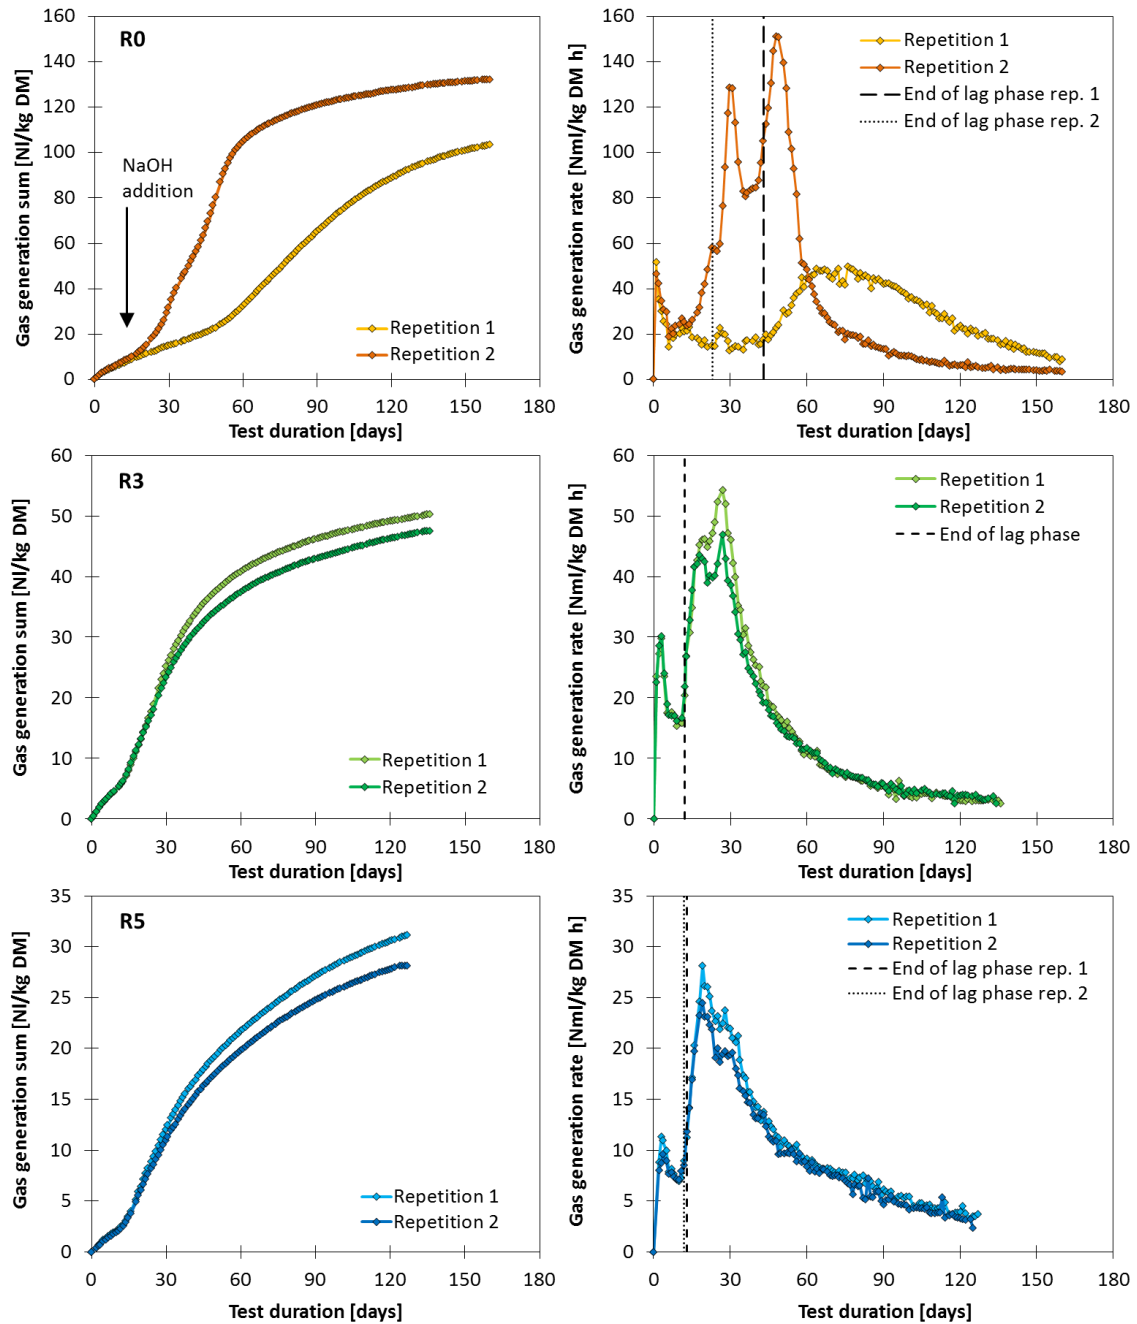 R0
Gas generation sum [Nl/kg DM]
160
140
120
100
80
60
40
20
0
NaOH
addition
Repetition 1
Repetition 2
0 30 60 90 120 150 180
Test duration [days]
Gas generation rate [Nml/kg DM h]
160
140
120
100
80
60
40
20
0
Repetition 1
Repetition 2
End of lag phase rep. 1
End of lag phase rep. 2
0 30 60 90 120 150 180
Test duration [days]
R3
Gas generation sum [Nl/kg DM]
60
50
40
30
20
10
0
Repetition 1
Repetition 2
0 30 60 90 120 150 180
Test duration [days]
Gas generation rate [Nml/kg DM h]
60
50
40
30
20
10
0
Repetition 1
Repetition 2
End of lag phase
0 30 60 90 120 150 180
Test duration [days]
R5
Gas generation sum [Nl/kg DM]
35
30
25
20
15
10
5
0
Repetition 1
Repetition 2
0 30 60 90 120 150 180
Test duration [days]
Gas generation rate [Nml/kg DM h]
35
30
25
20
15
10
5
0
Repetition 1
Repetition 2
End of lag phase rep. 1
End of lag phase rep. 2
0 30 60 90 120 150 180
Test duration [days]